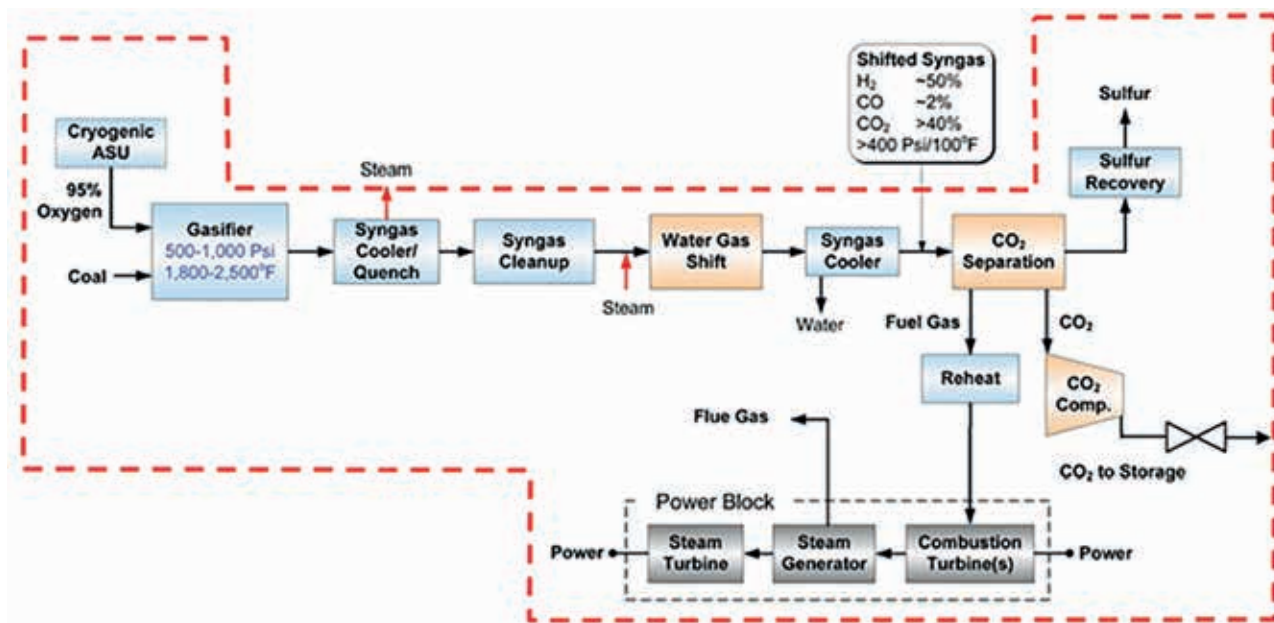 Shifted Syngas
H₂ ~50%
CO ~2%
CO₂ >40%
>400 Psi/100⁰F
Sulfur
Cryogenic
ASU
Sulfur
Recovery
Steam
95%
Oxygen
Gasifier
500-1,000 Psi
1,800-2,500⁰F
Coal
Syngas
Cooler/
Quench
Syngas
Cleanup
Steam
Water Gas
Shift
Syngas
Cooler
Water
CO₂
Separation
Fuel Gas
CO₂
Reheat
CO₂
Comp.
Flue Gas
CO₂ to Storage
Power Block
Power
Steam
Turbine
Steam
Generator
Combustion
Turbine(s)
Power